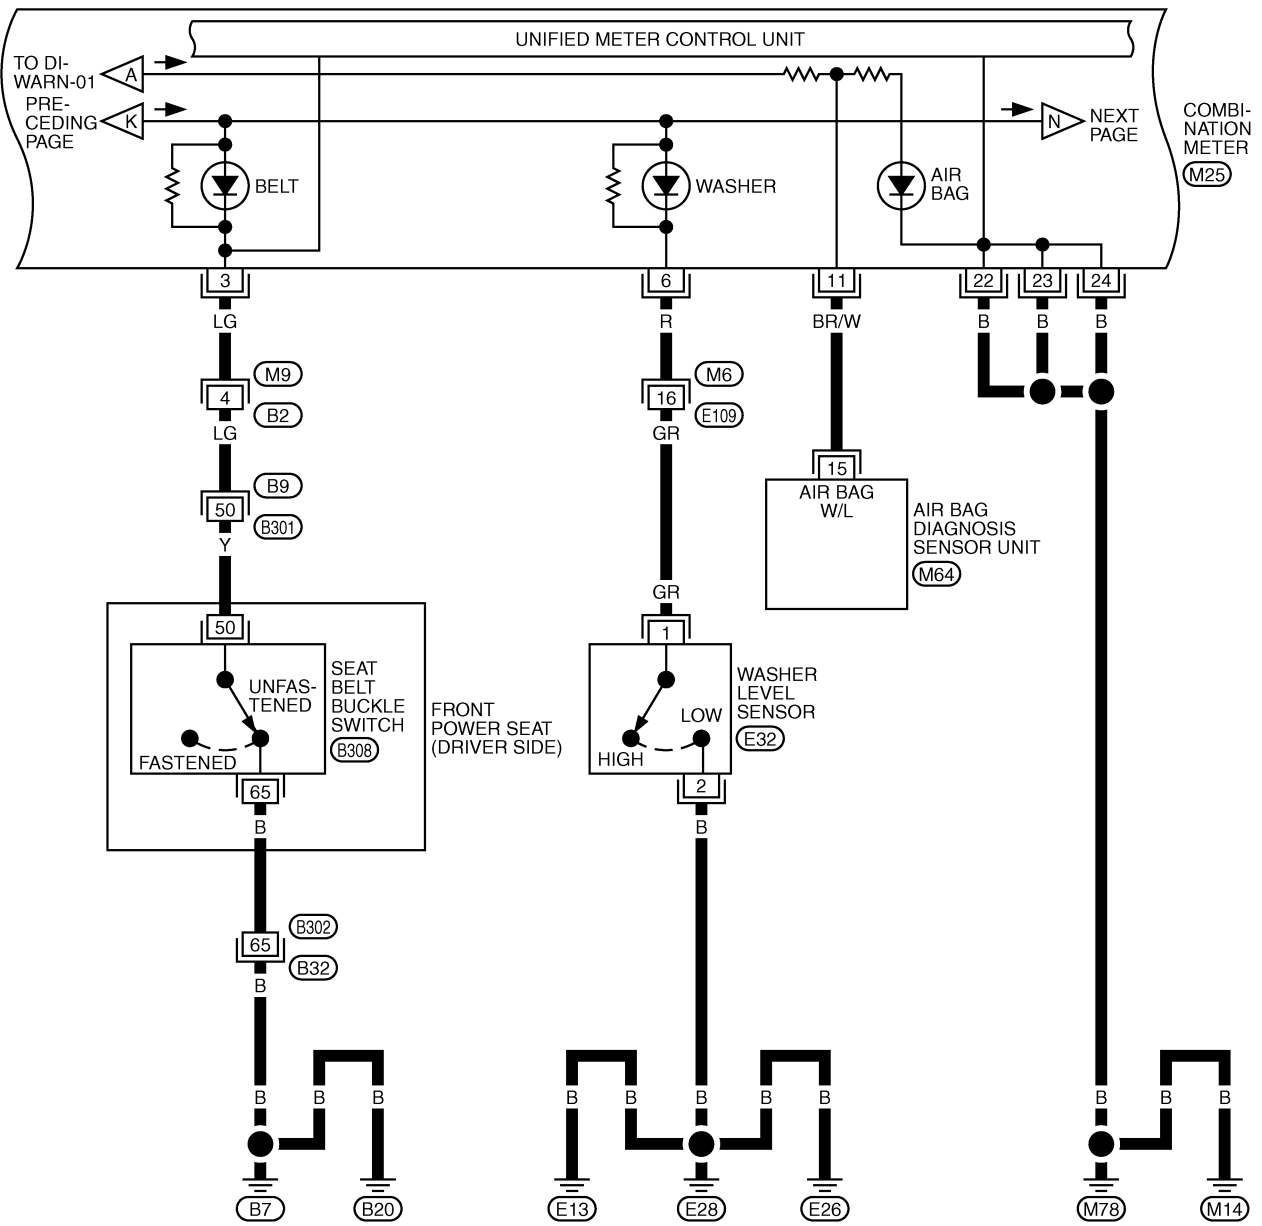 UNIFIED METER CONTROL UNIT
TO DI-
WARN-01
A
PRE-
CEDING
PAGE
K
N
NEXT
PAGE
COMBI-
NATION
METER
M25
BELT
WASHER
AIR
BAG
3
6
11
22
23
24
LG
R
BR/W
B
B
B
M9
4
B2
M6
16
E109
LG
GR
15
AIR BAG
W/L
AIR BAG
DIAGNOSIS
SENSOR UNIT
M64
B9
50
B301
Y
GR
50
UNFAS-
TENED
FASTENED
SEAT
BELT
BUCKLE
SWITCH
B308
FRONT
POWER SEAT
(DRIVER SIDE)
65
B
1
LOW
HIGH
WASHER
LEVEL
SENSOR
E32
2
B
B302
65
B32
B
B
B
B
B
B
B
B
B
B
B
B
B7
B20
E13
E28
E26
M78
M14